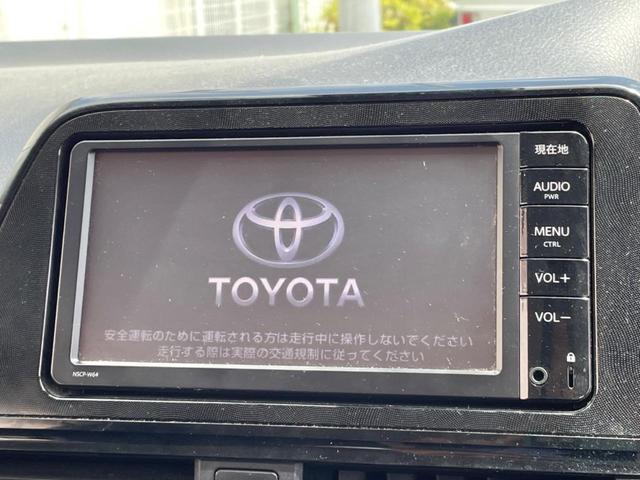 現在地
AUDIO
PWR
MENU
CTRL
VOL+
VOL−
TOYOTA
安全運転のために運転される方は走行中に操作しないでください
走行する際は実際の交通規制に従ってください
NSCP-W64